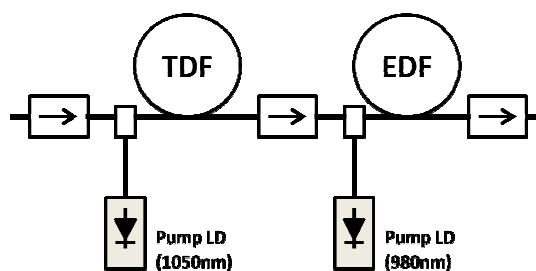 TDF
EDF
Pump LD
(1050nm)
Pump LD
(980nm)